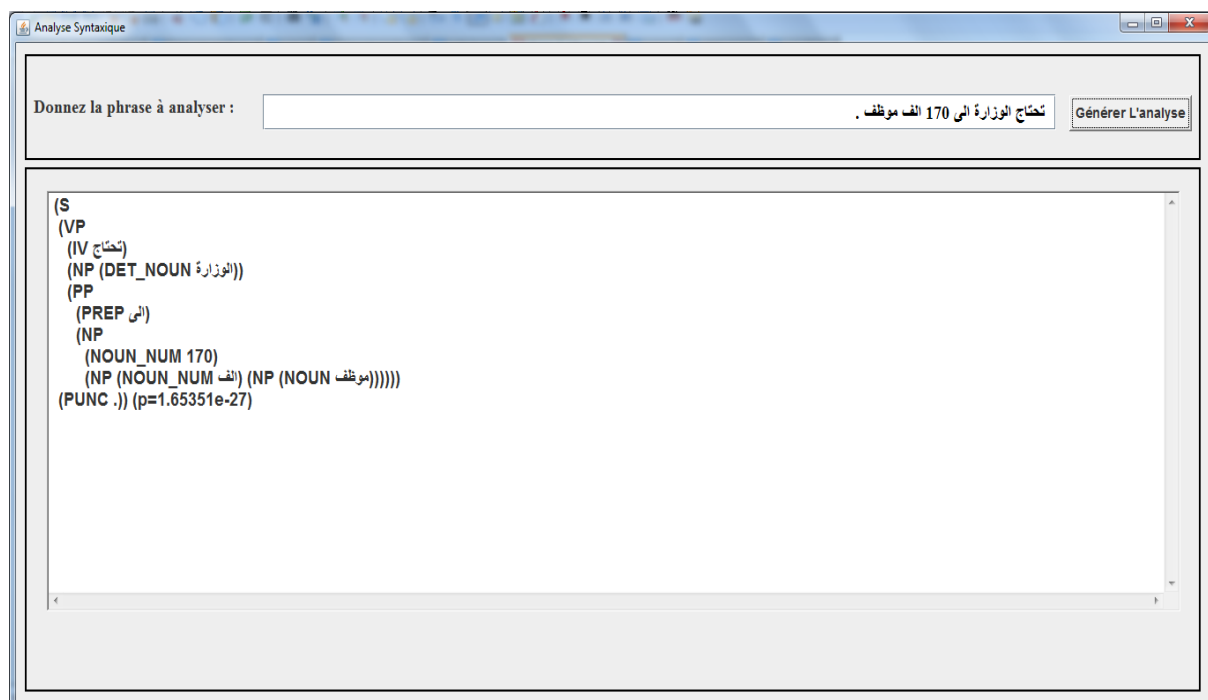 Analyse Syntaxique
Donnez la phrase à analyser :
تحتاج الوزارة الى 170 الف موظف .
Générer L'analyse
(S
(VP
(IV تحتاج)
(NP (DET_NOUN الوزارة))
(PP
(PREP الى)
(NP
(NOUN_NUM 170)
(NP (NOUN_NUM الف) (NP (NOUN موظف))))))
(PUNC .)) (p=1.65351e-27)